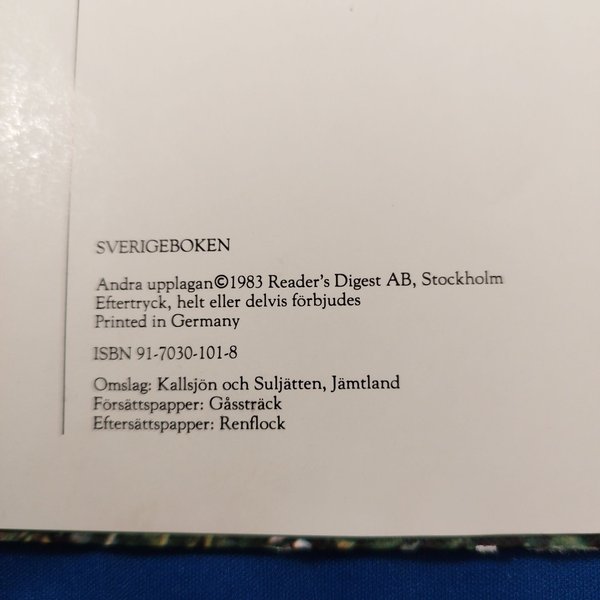 SVERIGEBOKEN
Andra upplagan©1983 Reader's Digest AB, Stockholm
Eftertryck, helt eller delvis förbjudes
Printed in Germany
ISBN 91-7030-101-8
Omslag: Kallsjön och Suljätten, Jämtland
Försättspapper: Gåssträck
Eftersättspapper: Renflock